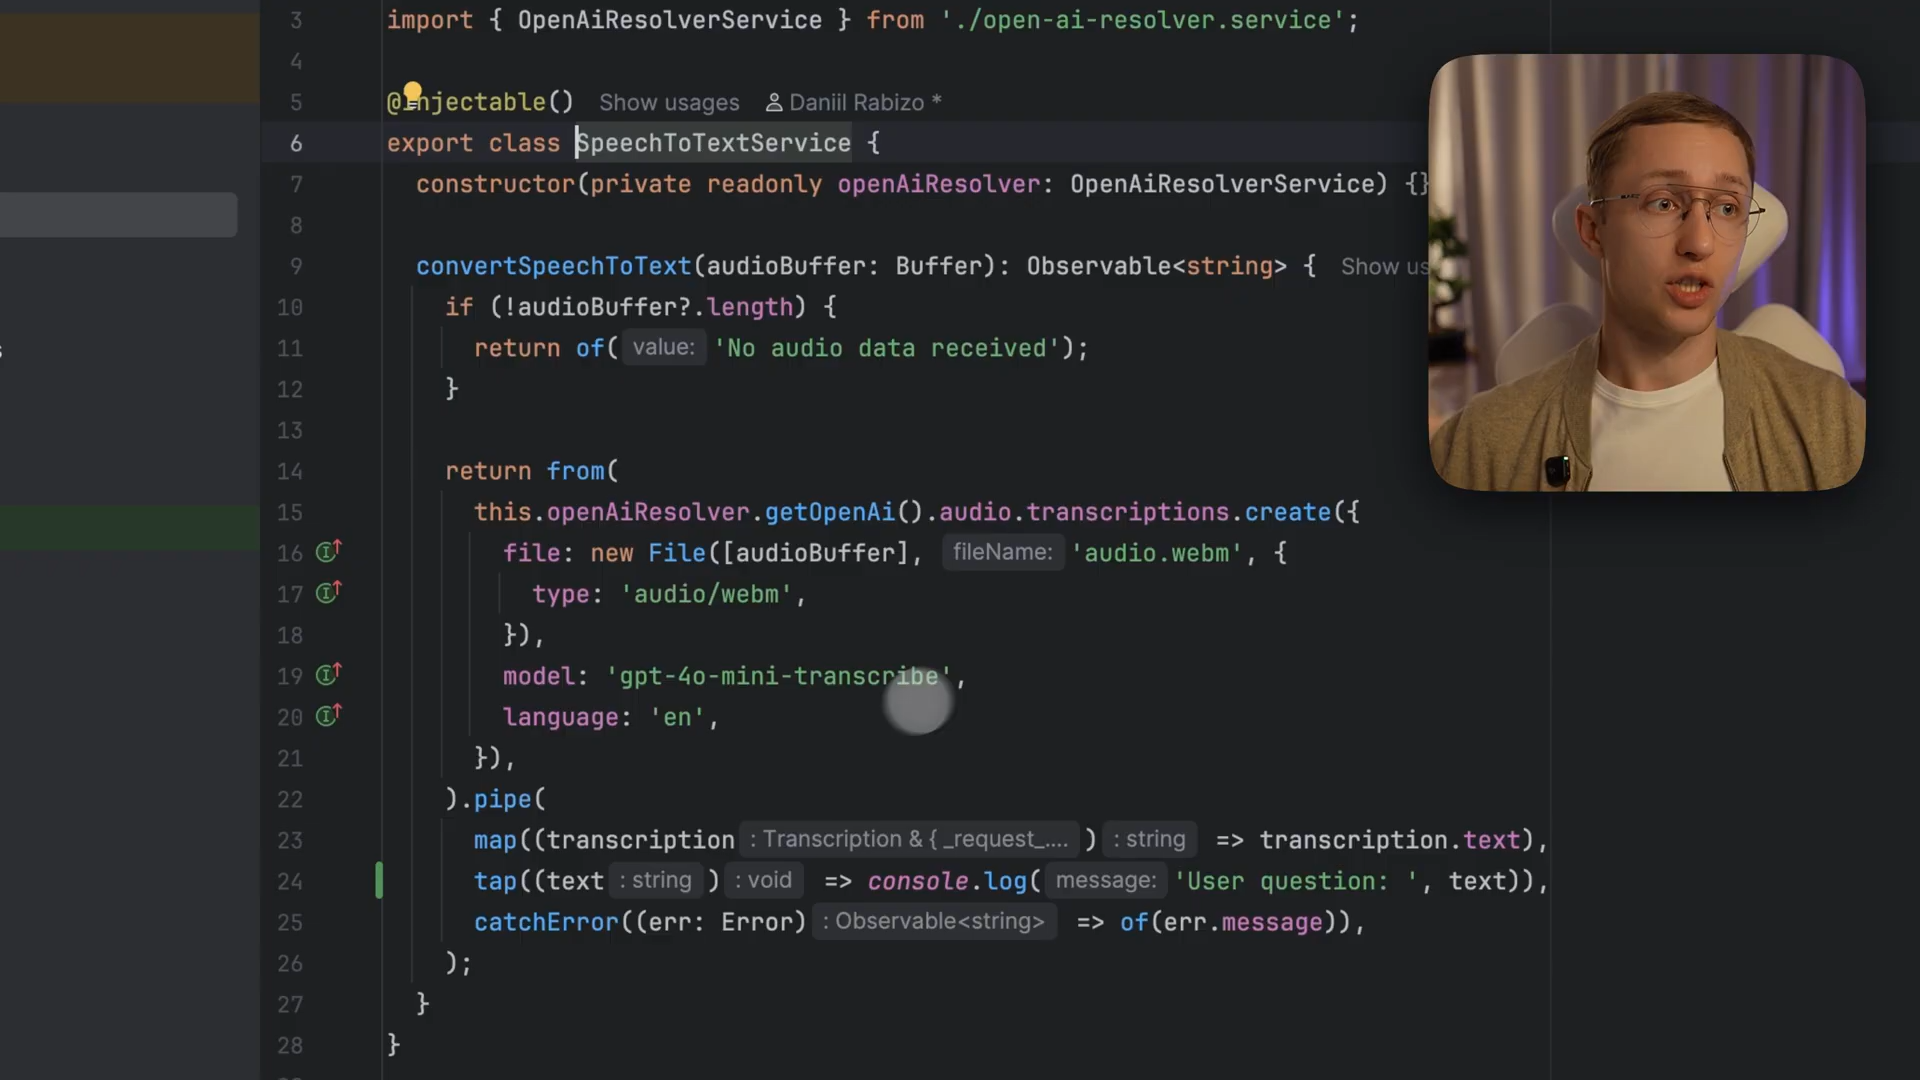 3 import { OpenAiResolverService } from './open-ai-resolver.service';
4
5 @Injectable() Show usages Daniil Rabizo *
6 export class SpeechToTextService {
7 constructor(private readonly openAiResolver: OpenAiResolverService) {}
8
9 convertSpeechToText(audioBuffer: Buffer): Observable<string> { Show us
10 if (!audioBuffer?.length) {
11 return of( value: 'No audio data received');
12 }
13
14 return from(
15 this.openAiResolver.getOpenAi().audio.transcriptions.create({
16 file: new File([audioBuffer], fileName: 'audio.webm', {
17 type: 'audio/webm',
18 }),
19 model: 'gpt-4o-mini-transcribe',
20 language: 'en',
21 }),
22 ).pipe(
23 map((transcription : Transcription & { _request_.... ) : string => transcription.text),
24 tap((text : string ) : void => console.log( message: 'User question: ', text)),
25 catchError((err: Error) : Observable<string> => of(err.message)),
26 );
27 }
28 }